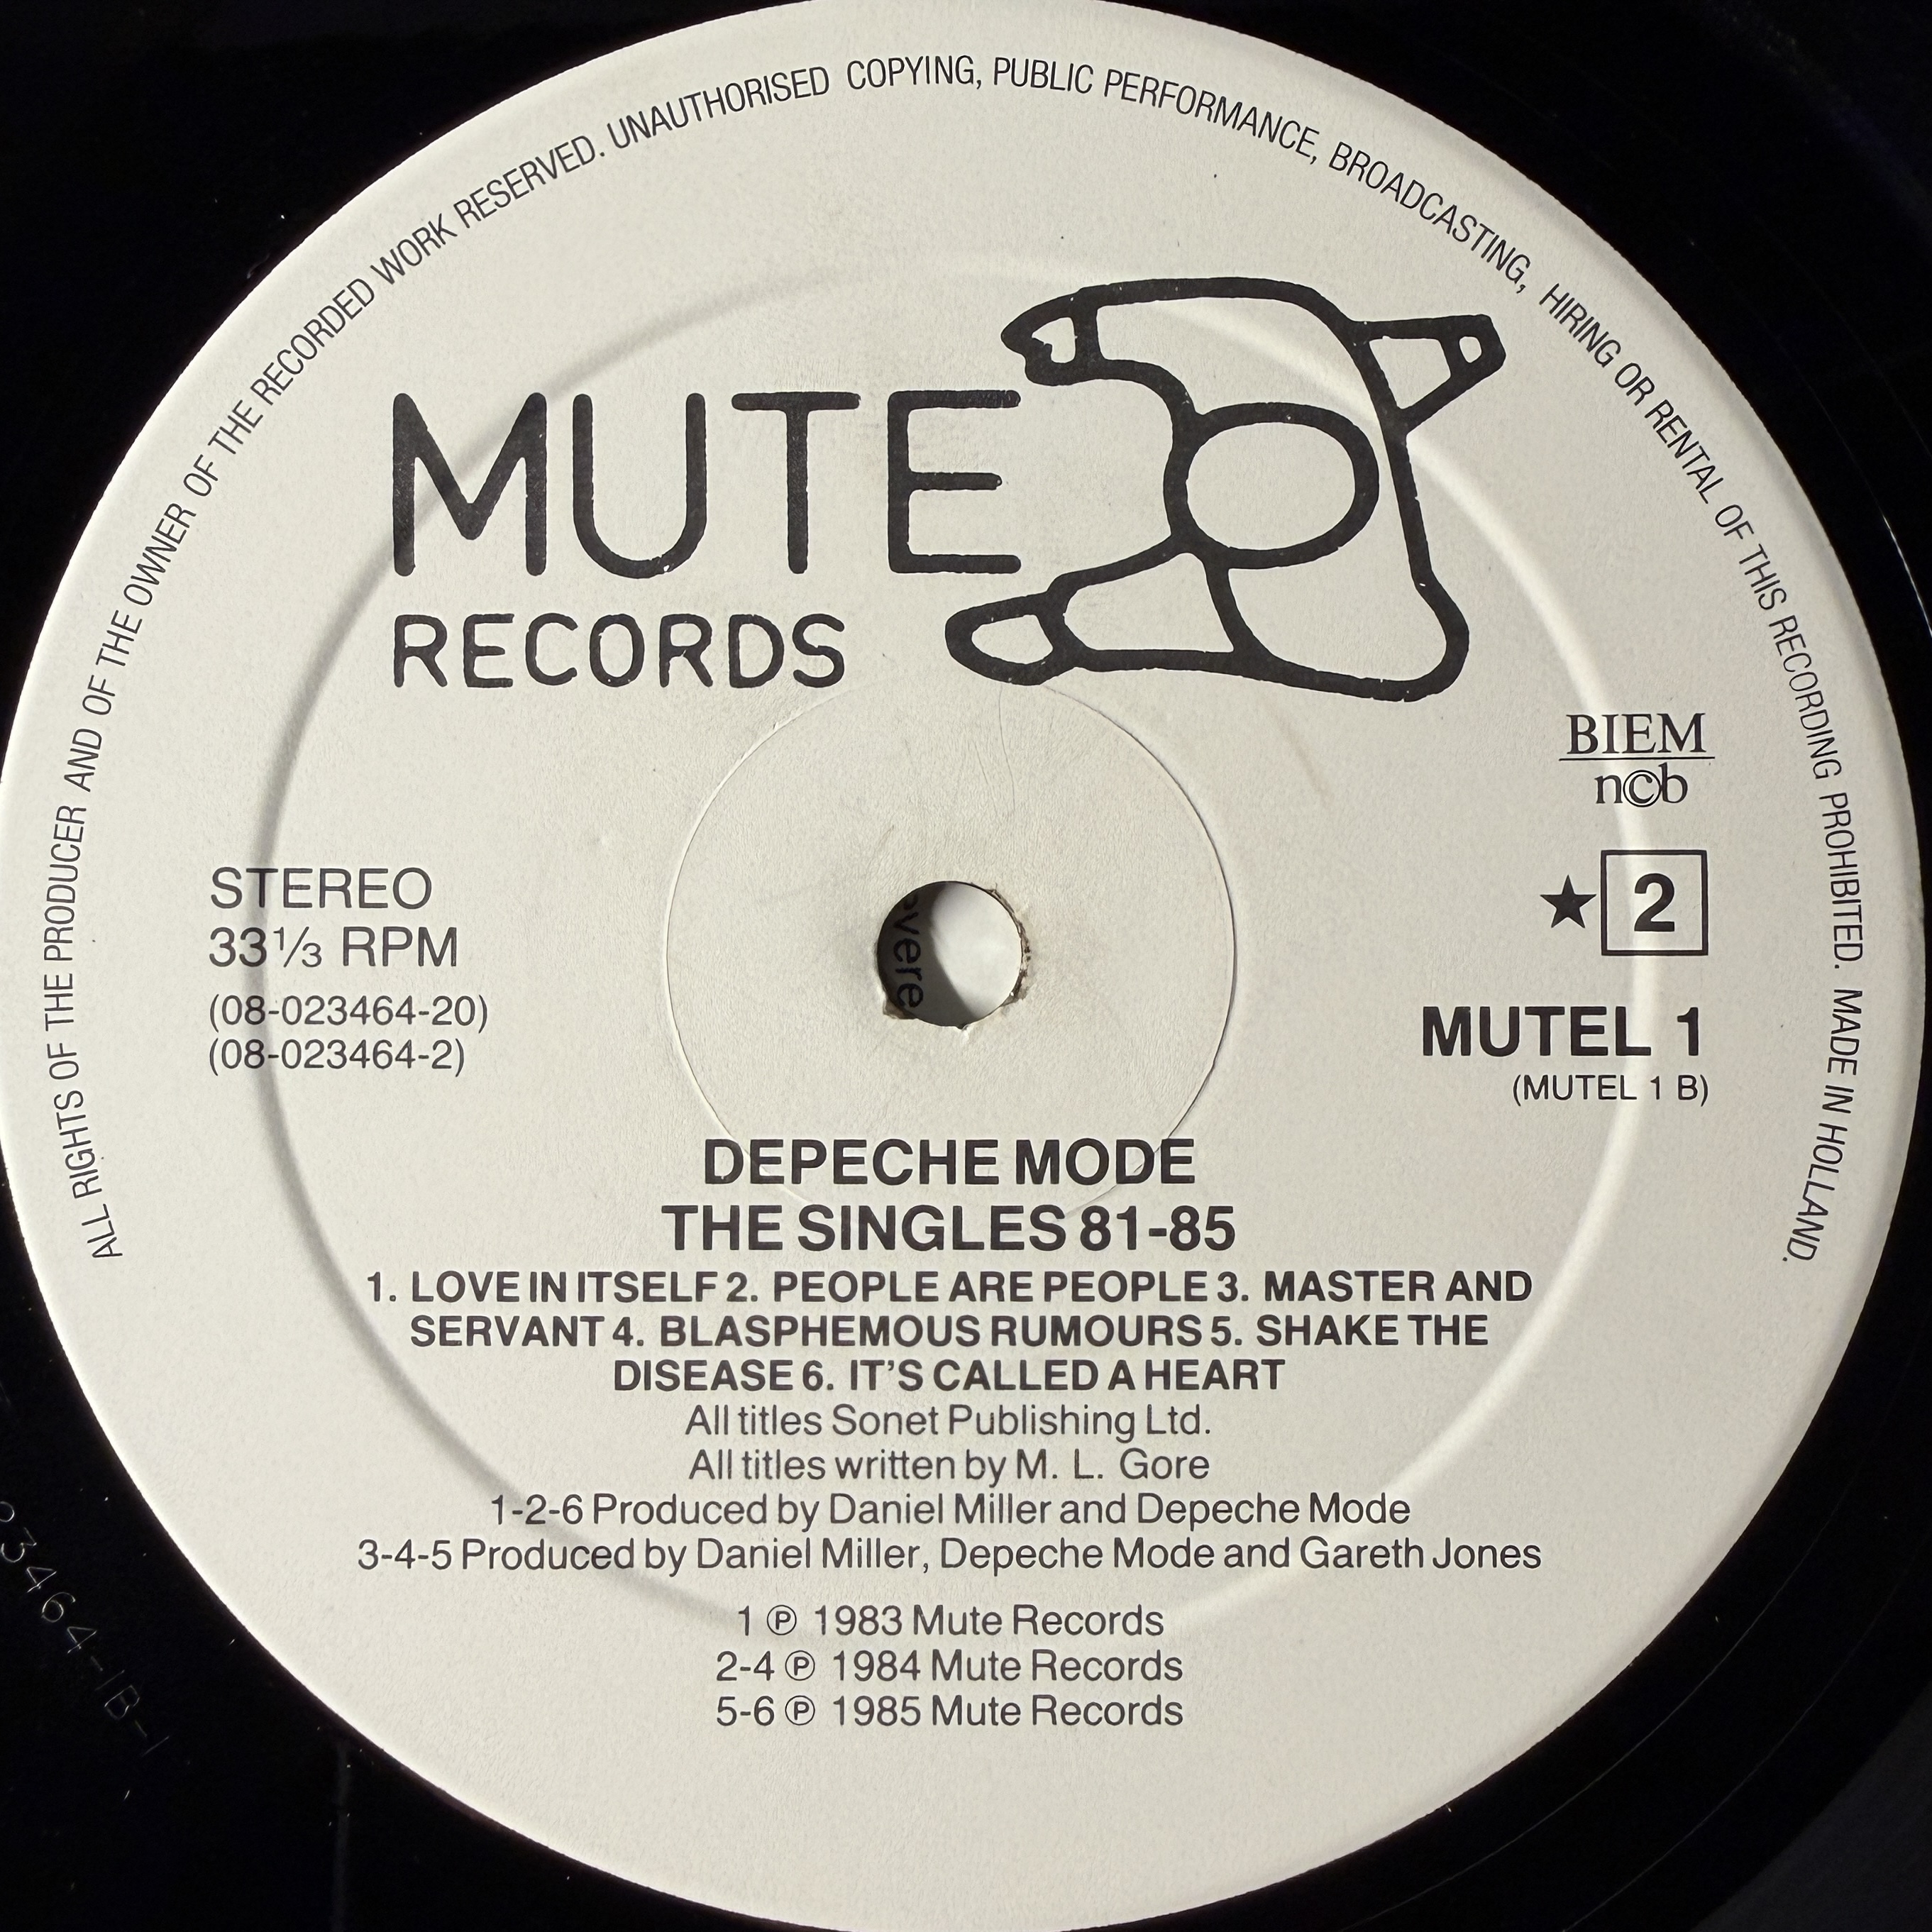 ALL RIGHTS OF THE PRODUCER AND OF THE OWNER OF THE RECORDED WORK RESERVED. UNAUTHORISED COPYING, PUBLIC PERFORMANCE, BROADCASTING, HIRING OR RENTAL OF THIS RECORDING PROHIBITED. MADE IN HOLLAND.
MUTE
RECORDS
BIEM
n©b
STEREO
33⅓ RPM
(08-023464-20)
(08-023464-2)
★ 2
MUTEL 1
(MUTEL 1 B)
vere
DEPECHE MODE
THE SINGLES 81-85
1. LOVE IN ITSELF 2. PEOPLE ARE PEOPLE 3. MASTER AND
SERVANT 4. BLASPHEMOUS RUMOURS 5. SHAKE THE
DISEASE 6. IT'S CALLED A HEART
All titles Sonet Publishing Ltd.
All titles written by M. L. Gore
1-2-6 Produced by Daniel Miller and Depeche Mode
3-4-5 Produced by Daniel Miller, Depeche Mode and Gareth Jones
1 ℗ 1983 Mute Records
2-4 ℗ 1984 Mute Records
5-6 ℗ 1985 Mute Records
3464-1B-1